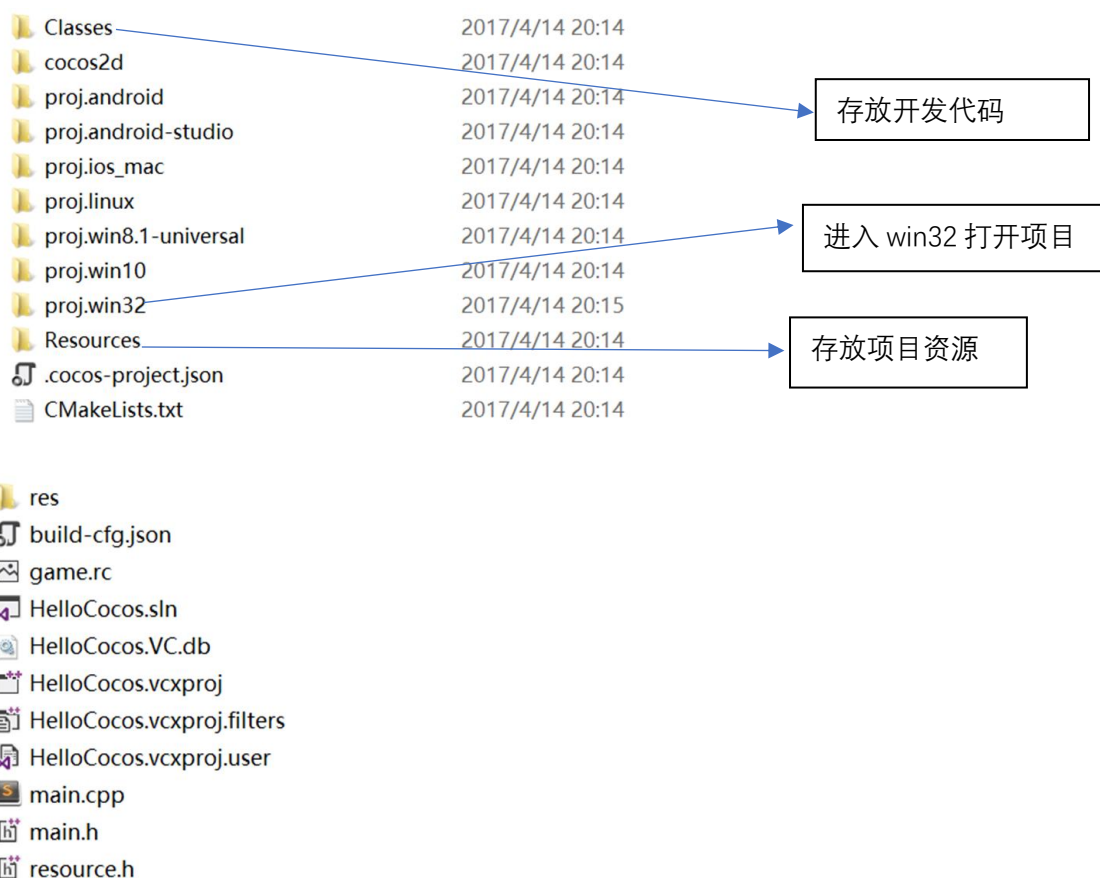 Classes 2017/4/14 20:14
cocos2d 2017/4/14 20:14
proj.android 2017/4/14 20:14
存放开发代码
proj.android-studio 2017/4/14 20:14
proj.ios_mac 2017/4/14 20:14
proj.linux 2017/4/14 20:14
proj.win8.1-universal 2017/4/14 20:14
进入 win32 打开项目
proj.win10 2017/4/14 20:14
proj.win32 2017/4/14 20:15
Resources 2017/4/14 20:14
存放项目资源
.cocos-project.json 2017/4/14 20:14
CMakeLists.txt 2017/4/14 20:14
res
build-cfg.json
game.rc
HelloCocos.sln
HelloCocos.VC.db
HelloCocos.vcxproj
HelloCocos.vcxproj.filters
HelloCocos.vcxproj.user
main.cpp
main.h
resource.h